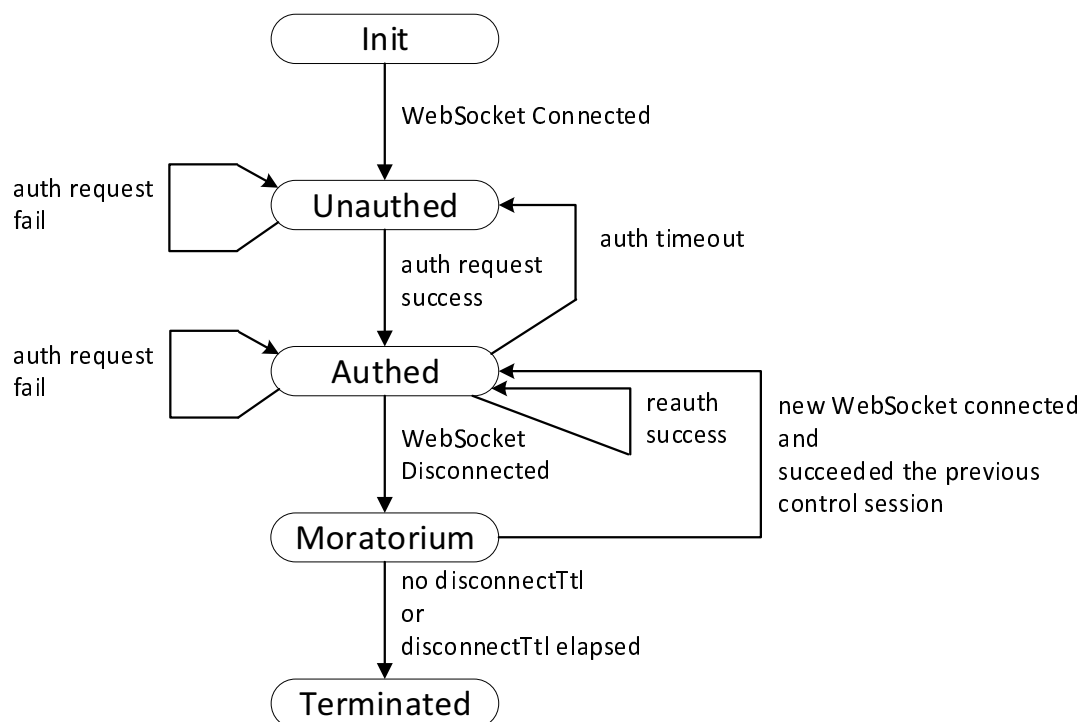 Init
WebSocket Connected
auth request
fail
Unauthed
auth timeout
auth request
success
auth request
fail
Authed
reauth
success
new WebSocket connected
and
succeeded the previous
control session
WebSocket
Disconnected
Moratorium
no disconnectTtl
or
disconnectTtl elapsed
Terminated